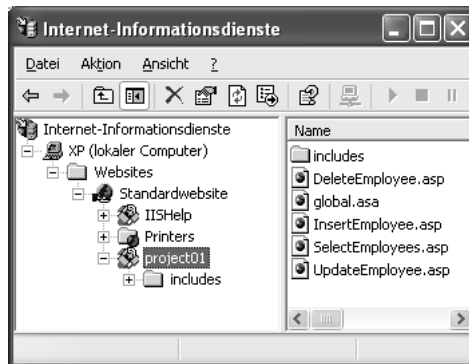 Internet-Informationsdienste
Datei Aktion Ansicht ?
Internet-Informationsdienste
XP (lokaler Computer)
Websites
Standardwebsite
IISHelp
Printers
project01
includes
Name
includes
DeleteEmployee.asp
global.asa
InsertEmployee.asp
SelectEmployees.asp
UpdateEmployee.asp